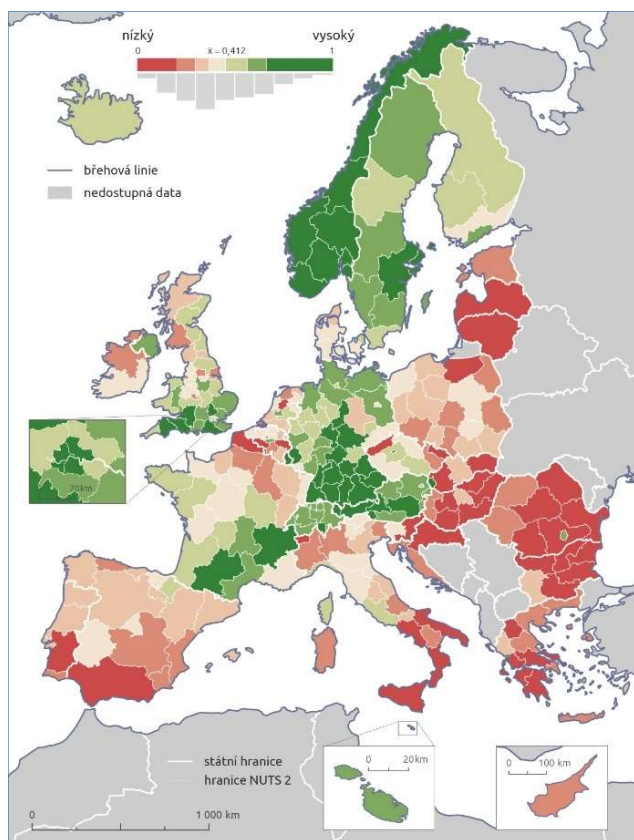 nízký vysoký
0 x̄ = 0,412 1
břehová linie
nedostupná data
20 km
státní hranice
hranice NUTS 2
0 1 000 km
0 20 km
0 100 km